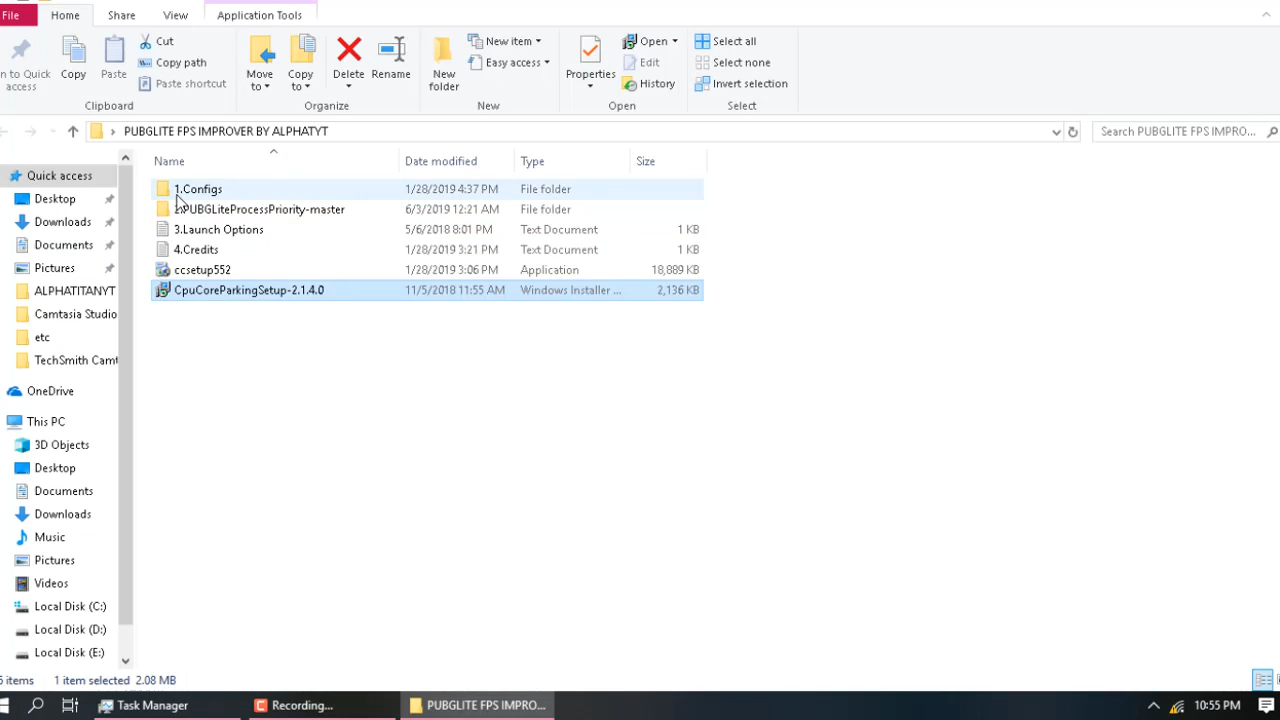 File Home Share View Application Tools
n to Quick access
Copy
Paste
Cut
Copy path
Paste shortcut
Clipboard
Move to
Copy to
Delete
Rename
Organize
New folder
New item
Easy access
New
Properties
Open
Edit
History
Open
Select all
Select none
Invert selection
Select
PUBGLITE FPS IMPROVER BY ALPHATYT
Search PUBGLITE FPS IMPRO...
Name Date modified Type Size
1.Configs 1/28/2019 4:37 PM File folder
2.PUBGLiteProcessPriority-master 6/3/2019 12:21 AM File folder
3.Launch Options 5/6/2018 8:01 PM Text Document 1 KB
4.Credits 1/28/2019 3:21 PM Text Document 1 KB
ccsetup552 1/28/2019 3:06 PM Application 18,889 KB
CpuCoreParkingSetup-2.1.4.0 11/5/2018 11:55 AM Windows Installer ... 2,136 KB
Quick access
Desktop
Downloads
Documents
Pictures
ALPHATITANYT
Camtasia Studio
etc
TechSmith Camt
OneDrive
This PC
3D Objects
Desktop
Documents
Downloads
Music
Pictures
Videos
Local Disk (C:)
Local Disk (D:)
Local Disk (E:)
items 1 item selected 2.08 MB
Task Manager Recording... PUBGLITE FPS IMPRO... 10:55 PM